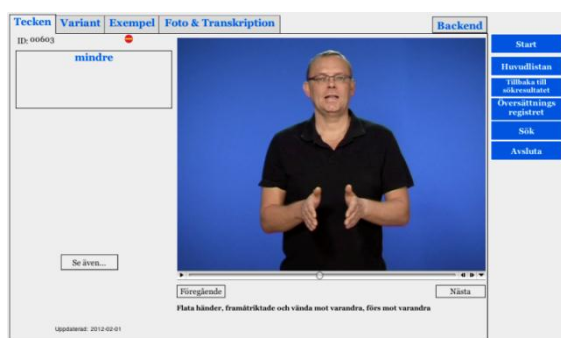 Tecken Variant Exempel Foto & Transkription Backend
ID: 00603
mindre
Start
Huvudlistan
Tillbaka till
sökresultatet
Översättnings
registret
Sök
Avsluta
Se även...
Föregående Nästa
Flata händer, framåtriktade och vända mot varandra, förs mot varandra
Uppdaterad: 2012-02-01